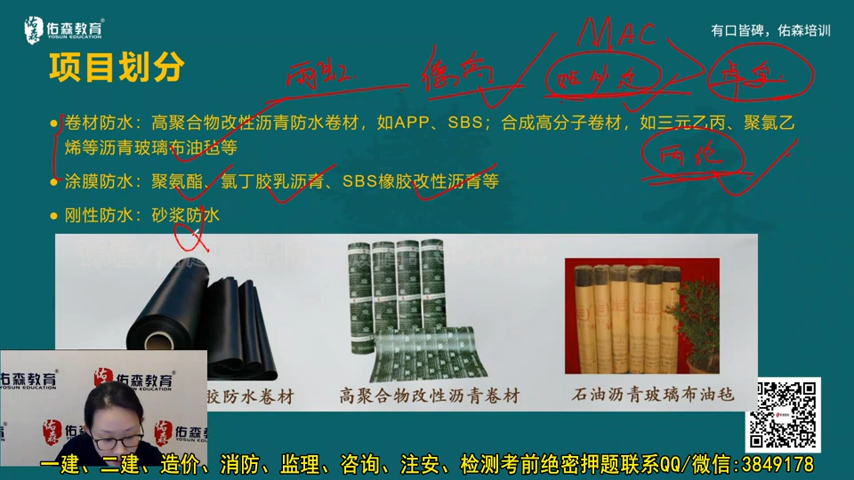 佑森教育
YOSUN EDUCATION
有口皆碑，佑森培训
项目划分
MAC
● 卷材防水：高聚合物改性沥青防水卷材，如APP、SBS；合成高分子卷材，如三元乙丙、聚氯乙
烯等沥青玻璃布油毡等
● 涂膜防水：聚氨酯、氯丁胶乳沥青、SBS橡胶改性沥青等
● 刚性防水：砂浆防水
胶防水卷材
高聚合物改性沥青卷材
石油沥青玻璃布油毡
佑森教育
YOSUN EDUCATION
一建、二建、造价、消防、监理、咨询、注安、检测考前绝密押题联系QQ/微信:3849178